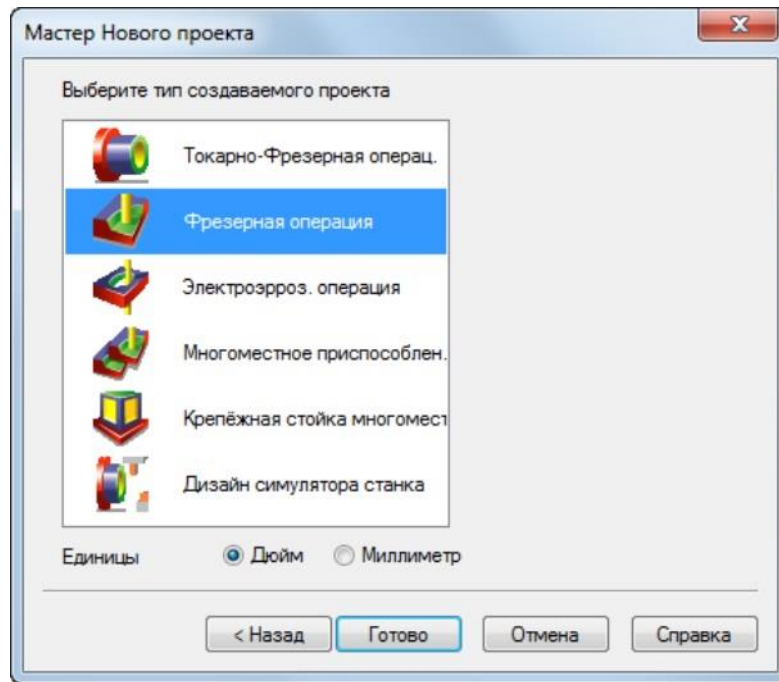 Мастер Нового проекта
Выберите тип создаваемого проекта
Токарно-Фрезерная операц.
Фрезерная операция
Электроэрроз. операция
Многоместное приспособлен.
Крепёжная стойка многомест
Дизайн симулятора станка
Единицы Дюйм Миллиметр
< Назад Готово Отмена Справка